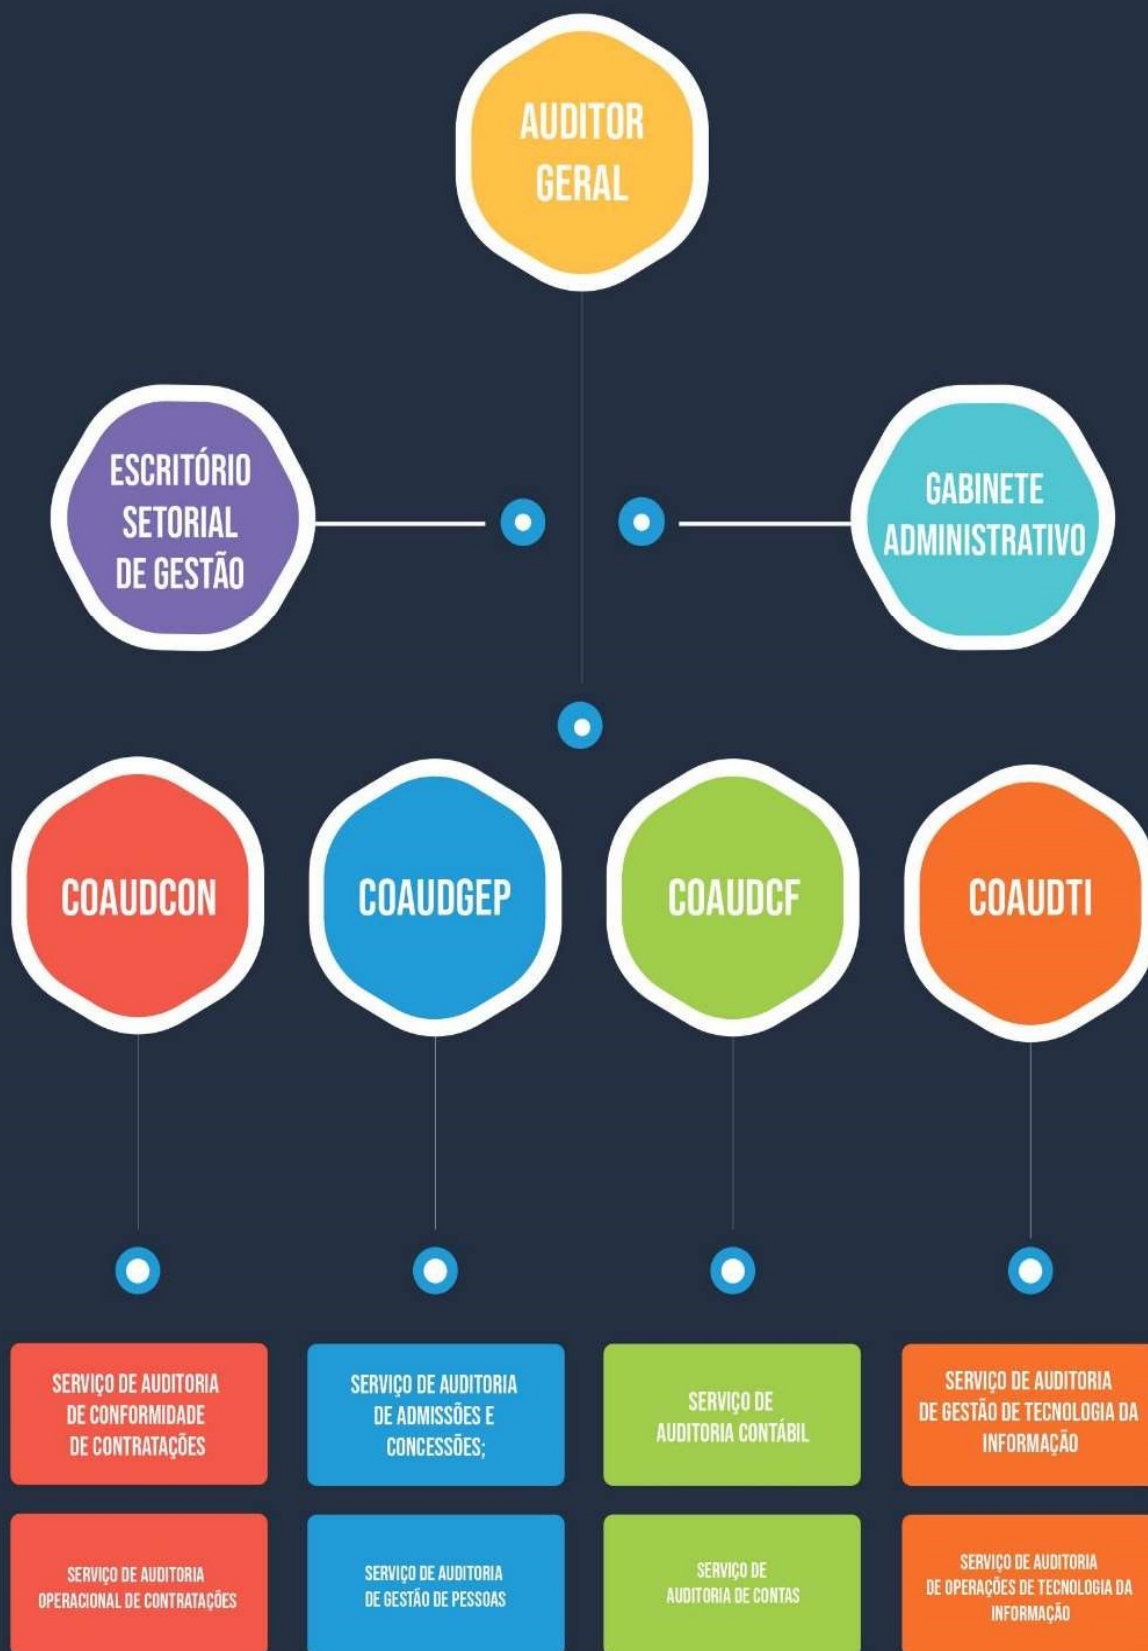 AUDITOR
GERAL
ESCRITÓRIO
SETORIAL
DE GESTÃO
GABINETE
ADMINISTRATIVO
COAUDCON
COAUDGEP
COAUDCF
COAUDTI
SERVIÇO DE AUDITORIA
DE CONFORMIDADE
DE CONTRATAÇÕES
SERVIÇO DE AUDITORIA
DE ADMISSÕES E
CONCESSÕES;
SERVIÇO DE
AUDITORIA CONTÁBIL
SERVIÇO DE AUDITORIA
DE GESTÃO DE TECNOLOGIA DA
INFORMAÇÃO
SERVIÇO DE AUDITORIA
OPERACIONAL DE CONTRATAÇÕES
SERVIÇO DE AUDITORIA
DE GESTÃO DE PESSOAS
SERVIÇO DE
AUDITORIA DE CONTAS
SERVIÇO DE AUDITORIA
DE OPERAÇÕES DE TECNOLOGIA DA
INFORMAÇÃO